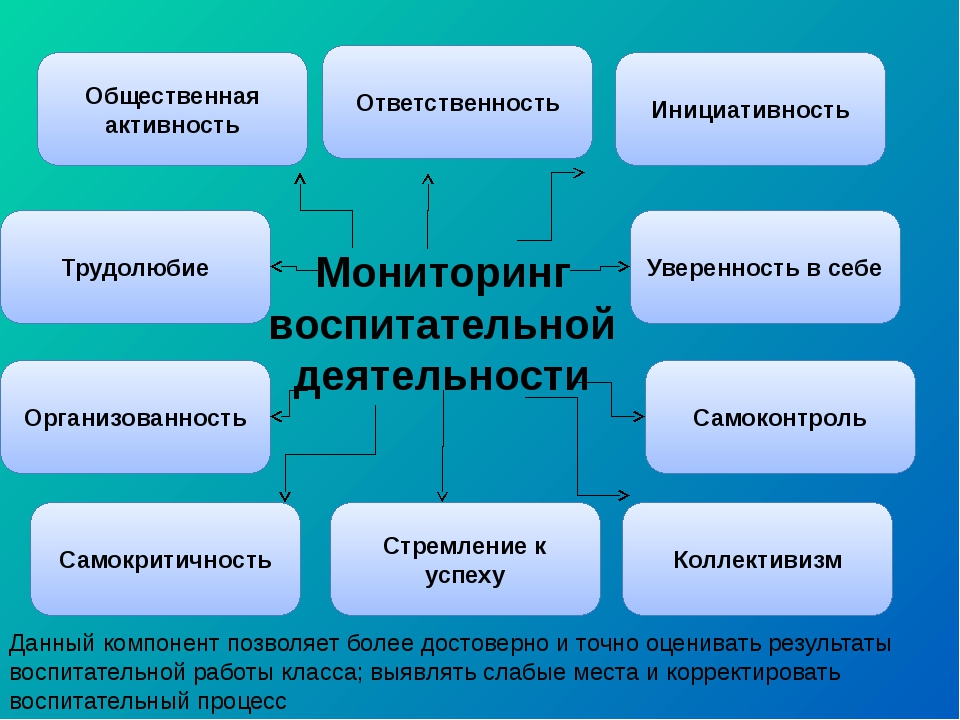 Общественная
активность
Ответственность
Инициативность
Трудолюбие
Мониторинг
воспитательной
деятельности
Уверенность в себе
Организованность
Самоконтроль
Самокритичность
Стремление к
успеху
Коллективизм
Данный компонент позволяет более достоверно и точно оценивать результаты
воспитательной работы класса; выявлять слабые места и корректировать
воспитательный процесс